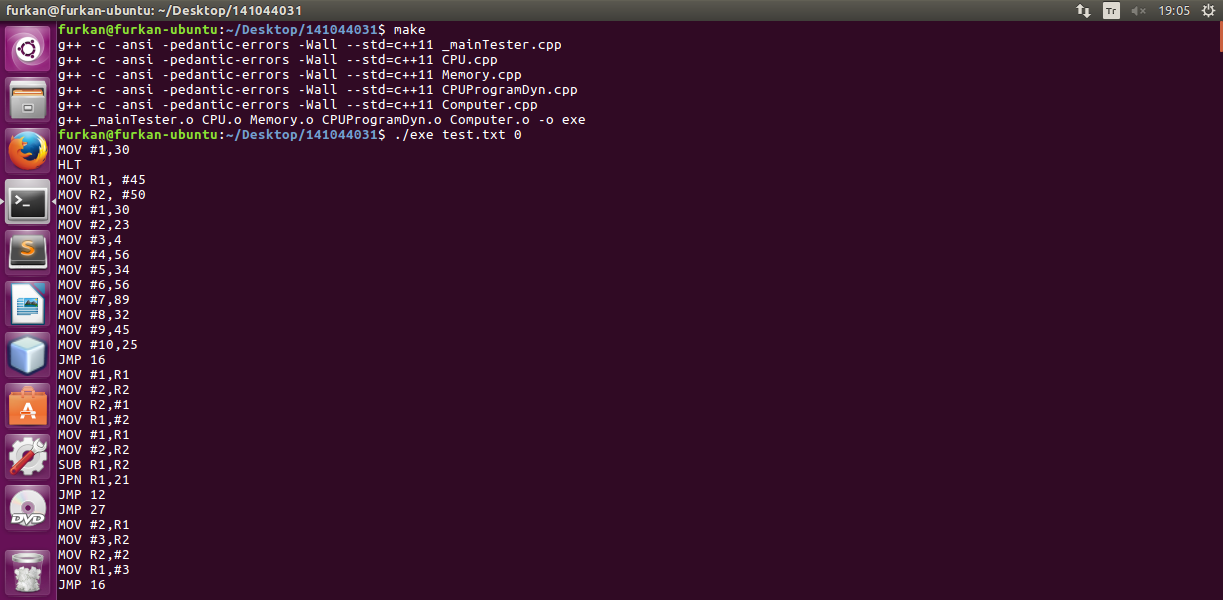 furkan@furkan-ubuntu: ~/Desktop/141044031
Tr
19:05
furkan@furkan-ubuntu:~/Desktop/141044031$ make
g++ -c -ansi -pedantic-errors -Wall --std=c++11 _mainTester.cpp
g++ -c -ansi -pedantic-errors -Wall --std=c++11 CPU.cpp
g++ -c -ansi -pedantic-errors -Wall --std=c++11 Memory.cpp
g++ -c -ansi -pedantic-errors -Wall --std=c++11 CPUProgramDyn.cpp
g++ -c -ansi -pedantic-errors -Wall --std=c++11 Computer.cpp
g++ _mainTester.o CPU.o Memory.o CPUProgramDyn.o Computer.o -o exe
furkan@furkan-ubuntu:~/Desktop/141044031$ ./exe test.txt 0
MOV #1,30
HLT
MOV R1, #45
MOV R2, #50
MOV #1,30
MOV #2,23
MOV #3,4
MOV #4,56
MOV #5,34
MOV #6,56
MOV #7,89
MOV #8,32
MOV #9,45
MOV #10,25
JMP 16
MOV #1,R1
MOV #2,R2
MOV R2,#1
MOV R1,#2
MOV #1,R1
MOV #2,R2
SUB R1,R2
JPN R1,21
JMP 12
JMP 27
MOV #2,R1
MOV #3,R2
MOV R2,#2
MOV R1,#3
JMP 16
DVD